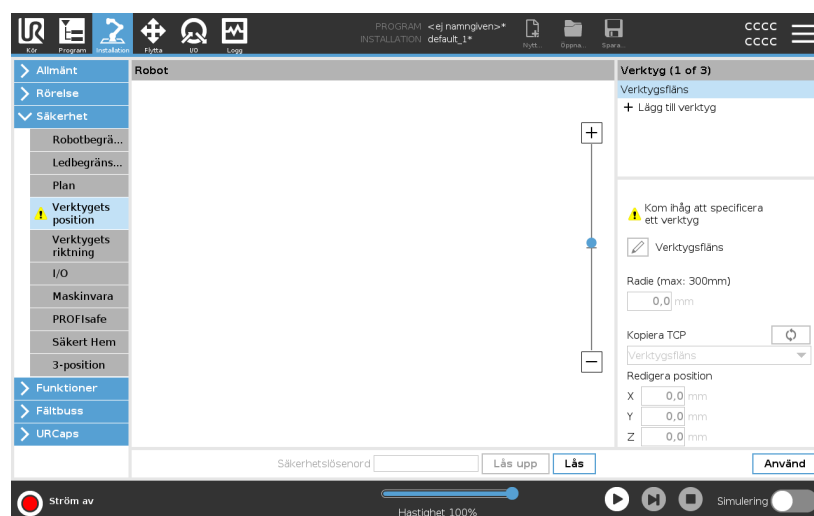 UR
Kör
Program
Installation
Flytta
I/O
Logg
PROGRAM <ej namngiven>*
INSTALLATION default_1*
Nytt...
Öppna...
Spara...
CCCC
CCCC
Allmänt
Rörelse
Säkerhet
Robotbegrä...
Ledbegräns...
Plan
Verktygets
position
Verktygets
riktning
I/O
Maskinvara
PROFIsafe
Säkert Hem
3-position
Funktioner
Fältbuss
URCaps
Robot
Verktyg (1 of 3)
Verktygsfläns
+ Lägg till verktyg
Kom ihåg att specificera
ett verktyg
Verktygsfläns
Radie (max: 300mm)
0,0 mm
Kopiera TCP
Verktygsfläns
Redigera position
X 0,0 mm
Y 0,0 mm
Z 0,0 mm
Säkerhetslösenord
Lås upp
Lås
Använd
Ström av
Hastighet 100%
Simulering